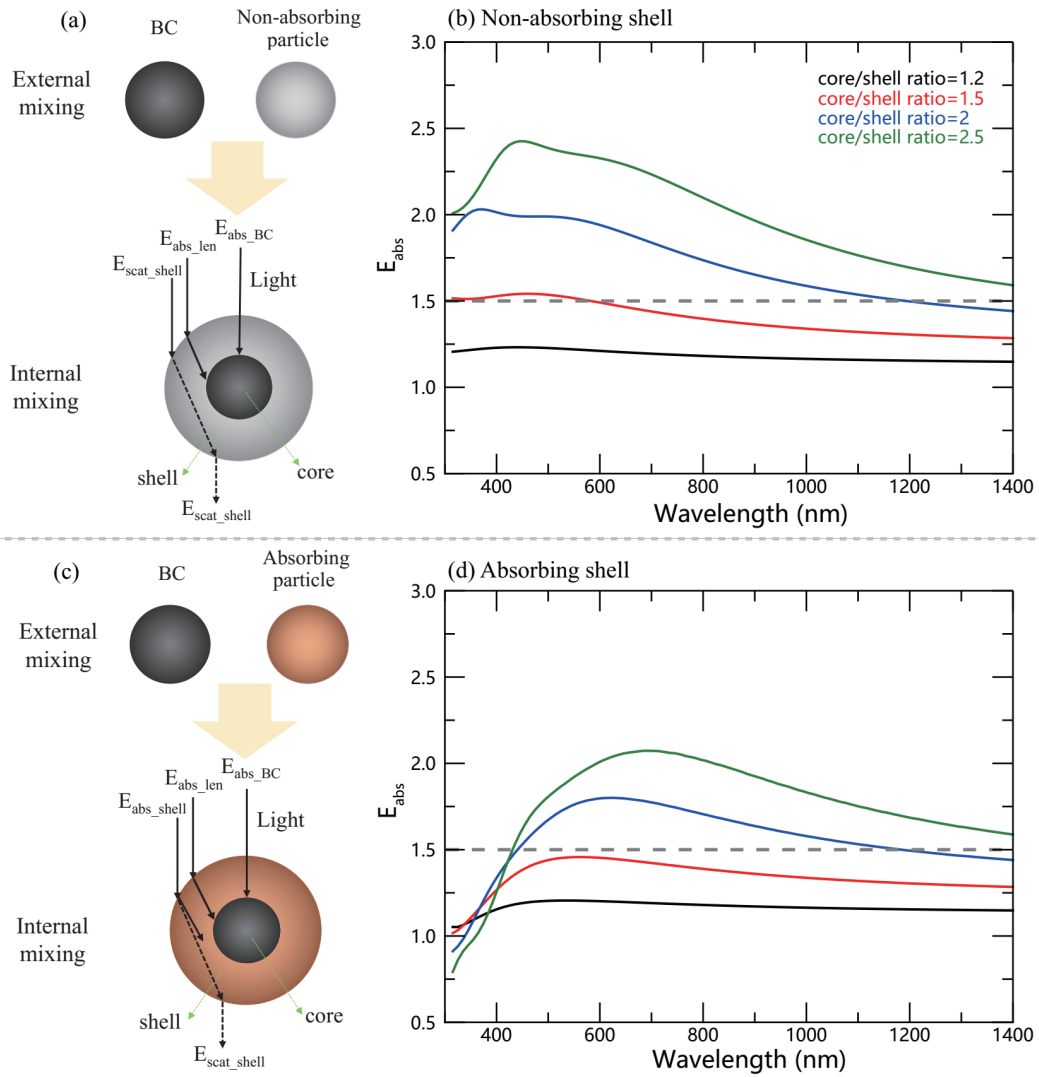 (a)
BC
Non-absorbing
particle
External
mixing
E_abs_BC
E_abs_len
E_scat_shell
Light
Internal
mixing
shell
core
E_scat_shell
(b) Non-absorbing shell
3.0
2.5
2.0
1.5
1.0
0.5
E_abs
core/shell ratio=1.2
core/shell ratio=1.5
core/shell ratio=2
core/shell ratio=2.5
400 600 800 1000 1200 1400
Wavelength (nm)
(c)
BC
Absorbing
particle
External
mixing
E_abs_BC
E_abs_len
E_abs_shell
Light
Internal
mixing
shell
core
E_scat_shell
(d) Absorbing shell
3.0
2.5
2.0
1.5
1.0
0.5
E_abs
400 600 800 1000 1200 1400
Wavelength (nm)